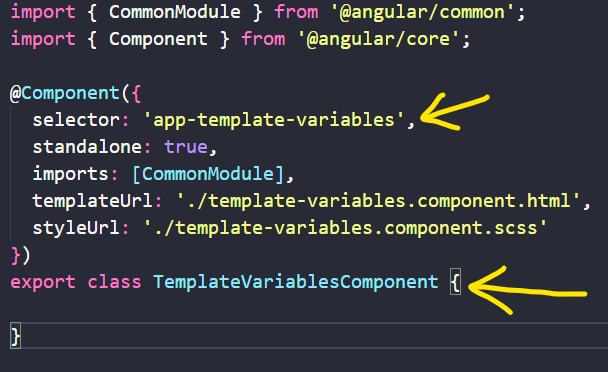 import { CommonModule } from '@angular/common';
import { Component } from '@angular/core';
@Component({
  selector: 'app-template-variables',
  standalone: true,
  imports: [CommonModule],
  templateUrl: './template-variables.component.html',
  styleUrl: './template-variables.component.scss'
})
export class TemplateVariablesComponent {
}